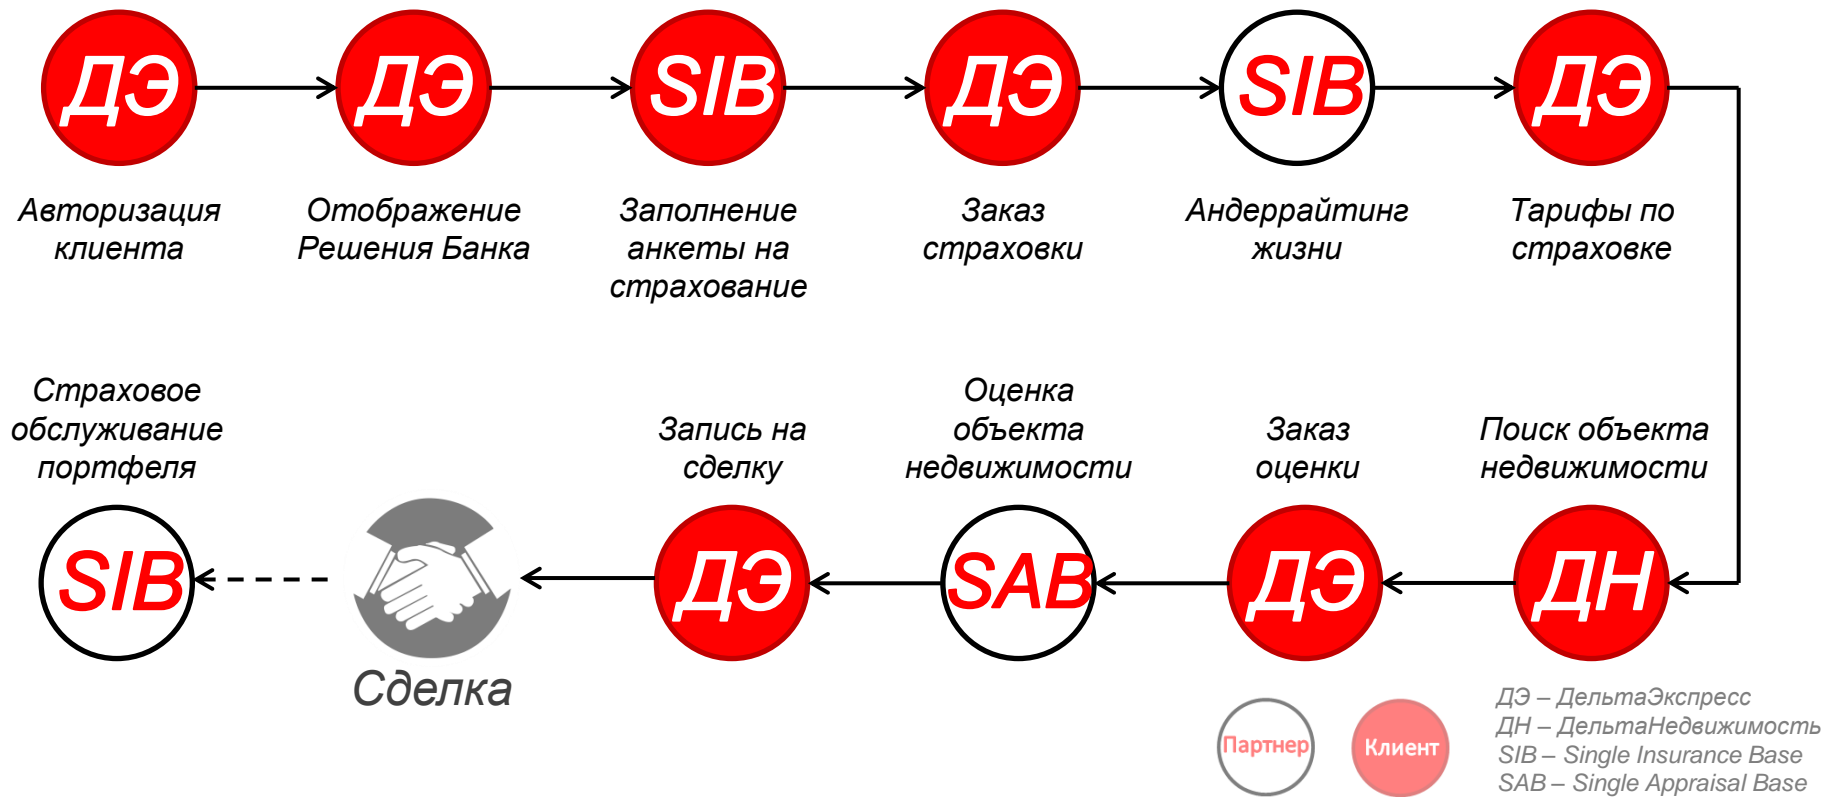 ДЭ
ДЭ
SIB
ДЭ
SIB
ДЭ
Авторизация
клиента
Отображение
Решения Банка
Заполнение
анкеты на
страхование
Заказ
страховки
Андеррайтинг
жизни
Тарифы по
страховке
Страховое
обслуживание
портфеля
Запись на
сделку
Оценка
объекта
недвижимости
Заказ
оценки
Поиск объекта
недвижимости
SIB
ДЭ
SAB
ДЭ
ДН
Сделка
Партнер
Клиент
ДЭ – ДельтаЭкспресс
ДН – ДельтаНедвижимость
SIB – Single Insurance Base
SAB – Single Appraisal Base